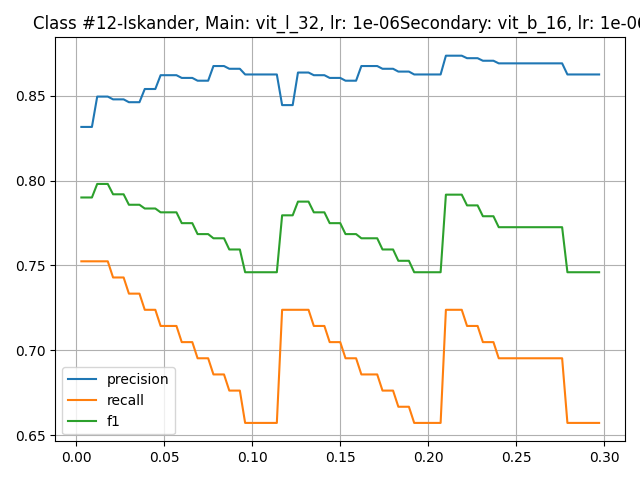 Class #12-Iskander, Main: vit_l_32, lr: 1e-06Secondary: vit_b_16, lr: 1e-06
0.85
0.80
0.75
0.70
0.65
precision
recall
f1
0.00 0.05 0.10 0.15 0.20 0.25 0.30